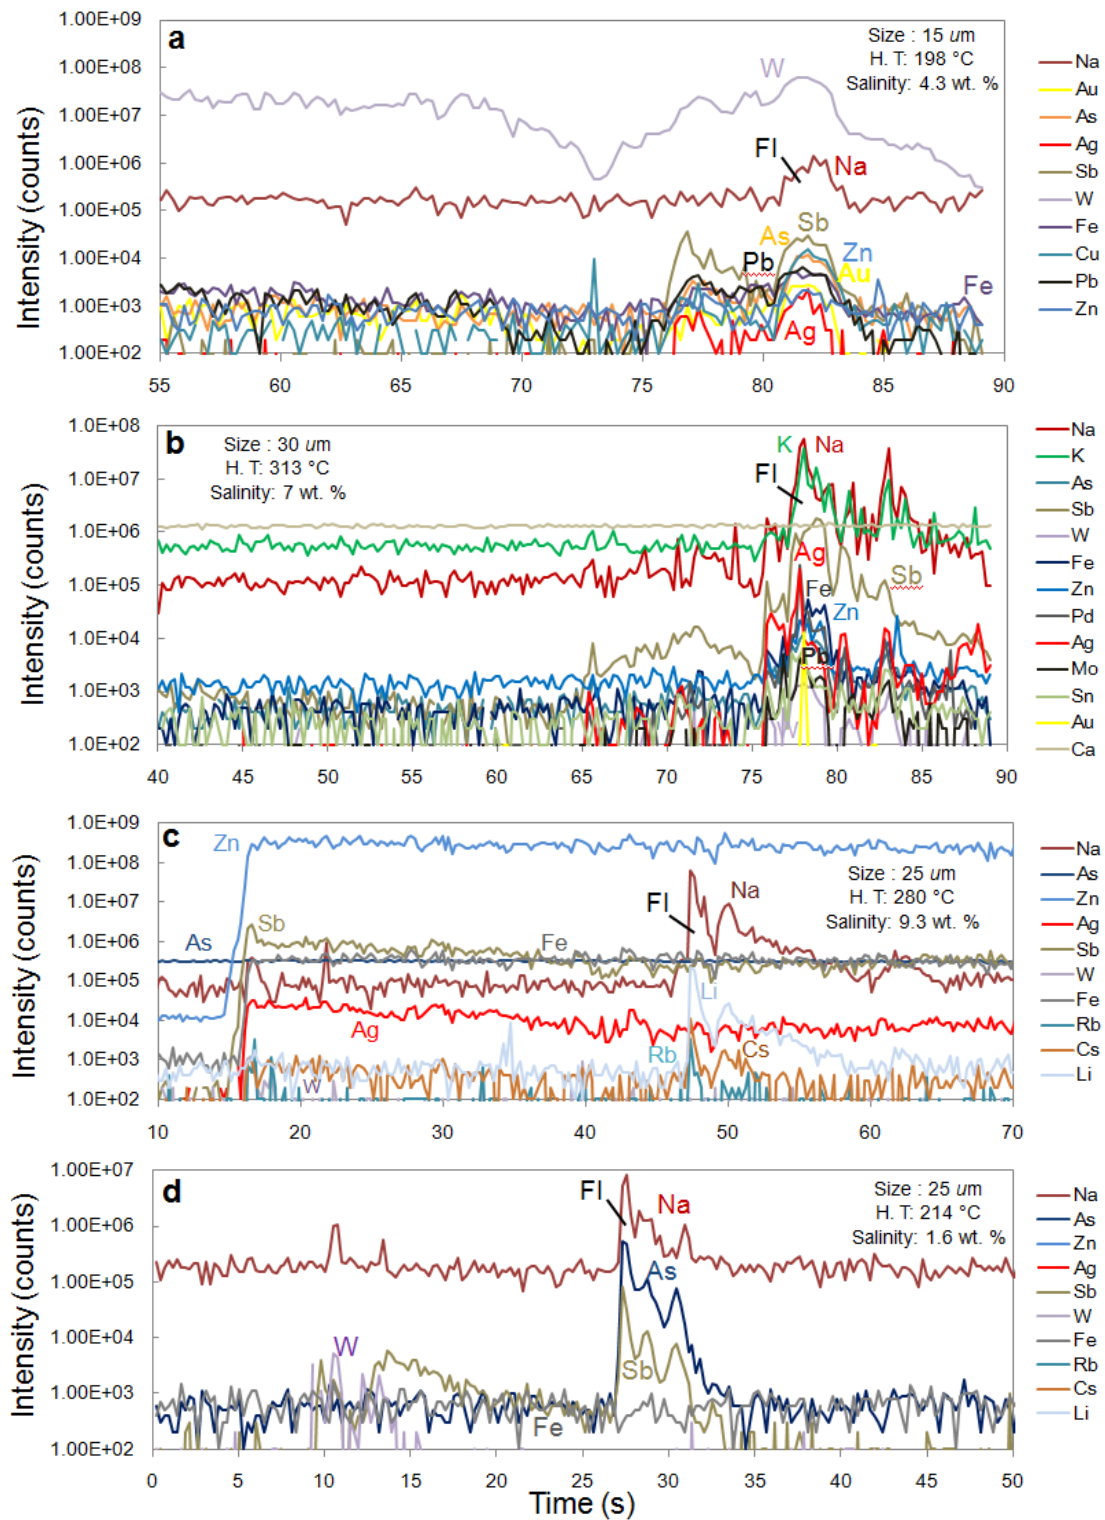 a
Size : 15 um
H. T: 198 °C
Salinity: 4.3 wt. %
Intensity (counts)
1.00E+09
1.00E+08
1.00E+07
1.00E+06
1.00E+05
1.00E+04
1.00E+03
1.00E+02
W
FI
Na
As
Sb
Pb
Zn
Au
Ag
Fe
55 60 65 70 75 80 85 90
Na
Au
As
Ag
Sb
W
Fe
Cu
Pb
Zn
b
Size : 30 um
H. T: 313 °C
Salinity: 7 wt. %
Intensity (counts)
1.0E+08
1.0E+07
1.0E+06
1.0E+05
1.0E+04
1.0E+03
1.0E+02
K Na
FI
Ag
Sb
Fe
Zn
Pb
40 45 50 55 60 65 70 75 80 85 90
Na
K
As
Sb
W
Fe
Zn
Pd
Ag
Mo
Sn
Au
Ca
c
Size : 25 um
H. T: 280 °C
Salinity: 9.3 wt. %
Intensity (counts)
1.0E+09
1.0E+08
1.0E+07
1.0E+06
1.0E+05
1.0E+04
1.0E+03
1.0E+02
Zn
Sb
As
Fe
FI
Na
Ag
Li
Rb
Cs
W
10 20 30 40 50 60 70
Na
As
Zn
Ag
Sb
W
Fe
Rb
Cs
Li
d
Size : 25 um
H. T: 214 °C
Salinity: 1.6 wt. %
Intensity (counts)
1.00E+07
1.00E+06
1.00E+05
1.00E+04
1.00E+03
1.00E+02
FI
Na
As
W
Sb
Fe
0 5 10 15 20 25 30 35 40 45 50
Time (s)
Na
As
Zn
Ag
Sb
W
Fe
Rb
Cs
Li